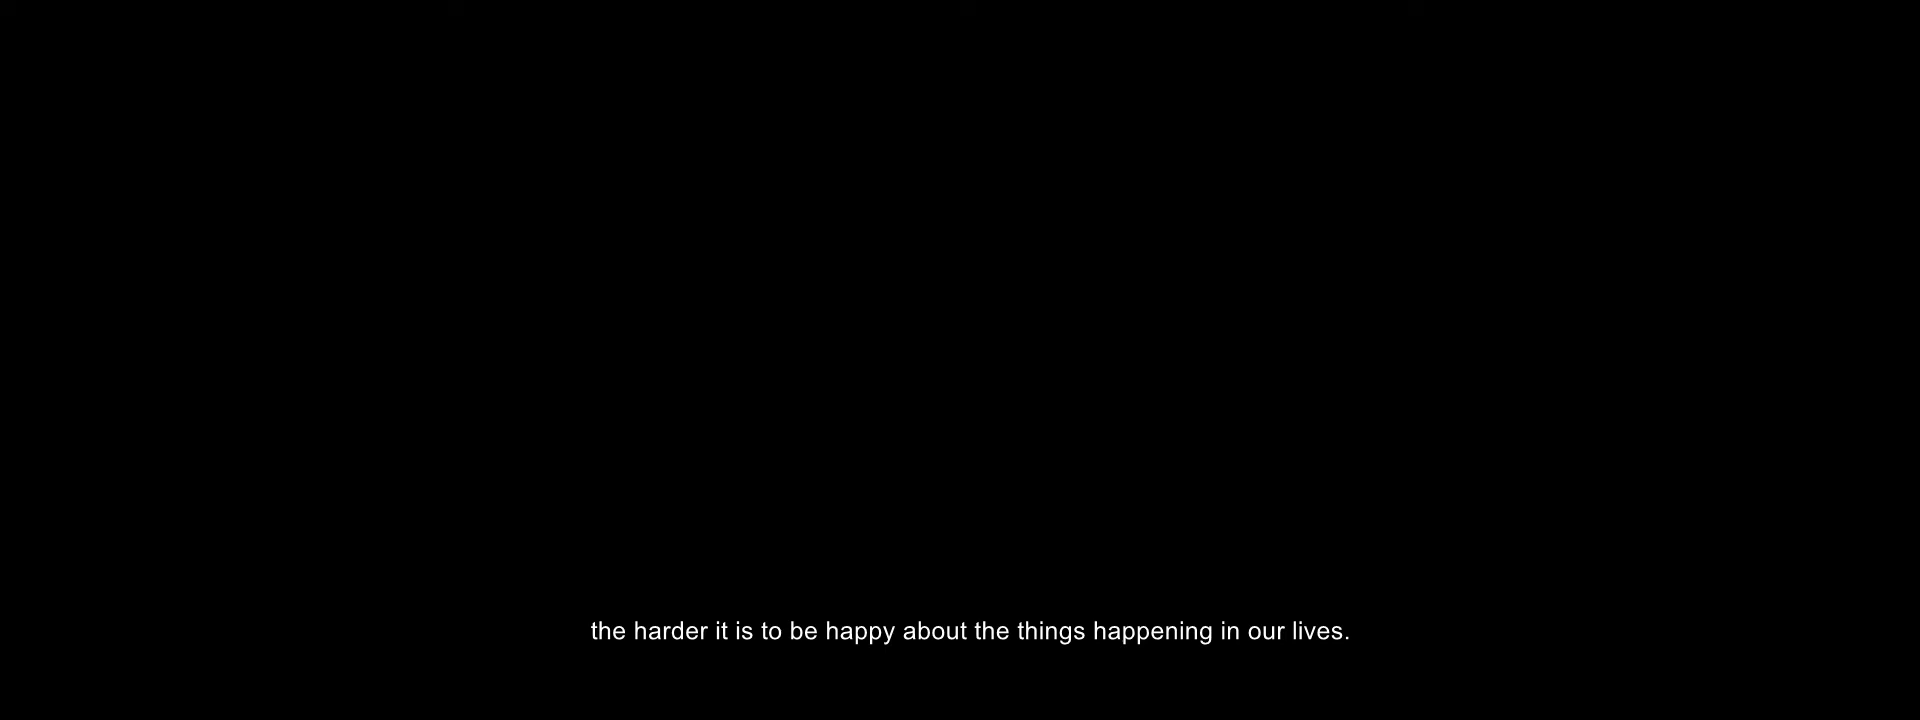 the harder it is to be happy about the things happening in our lives.